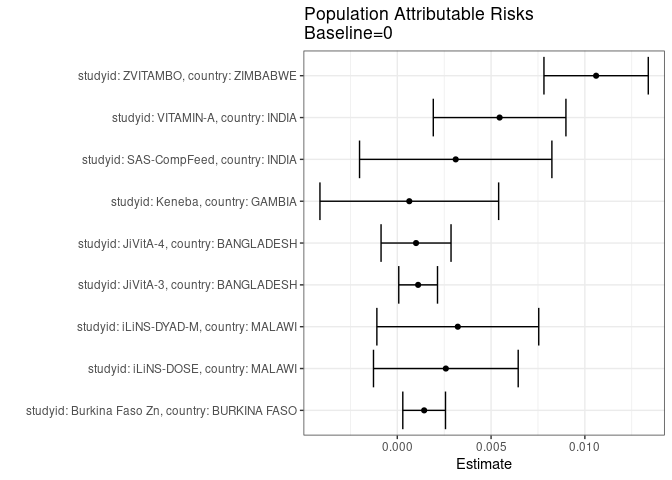 Population Attributable Risks
Baseline=0
studyid: ZVITAMBO, country: ZIMBABWE
studyid: VITAMIN-A, country: INDIA
studyid: SAS-CompFeed, country: INDIA
studyid: Keneba, country: GAMBIA
studyid: JiVitA-4, country: BANGLADESH
studyid: JiVitA-3, country: BANGLADESH
studyid: iLiNS-DYAD-M, country: MALAWI
studyid: iLiNS-DOSE, country: MALAWI
studyid: Burkina Faso Zn, country: BURKINA FASO
0.000 0.005 0.010
Estimate